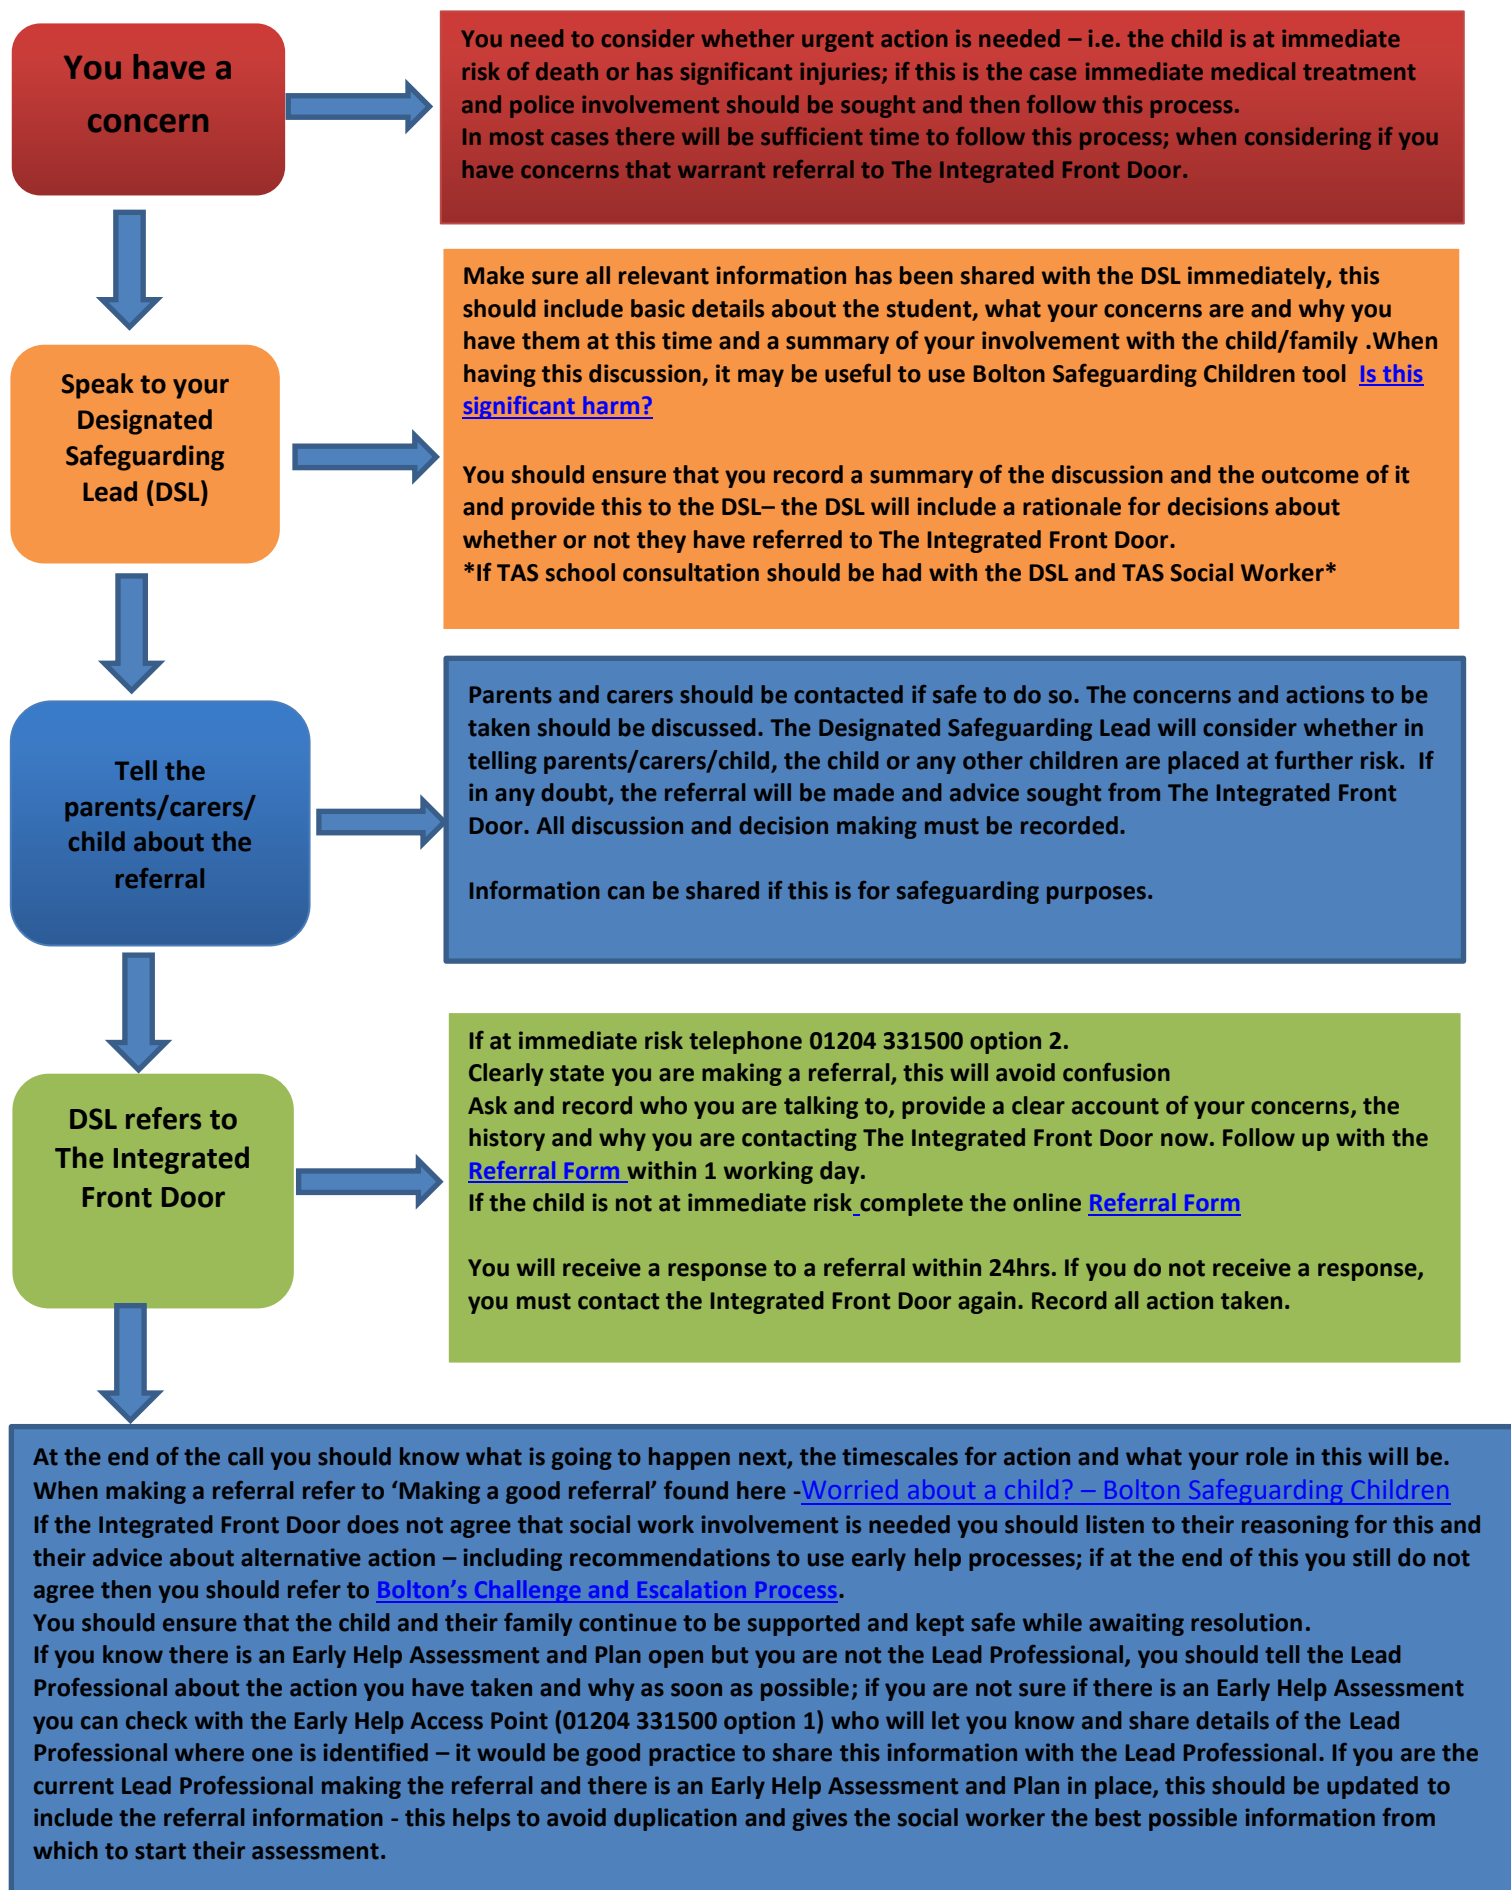 You have a
concern
You need to consider whether urgent action is needed – i.e. the child is at immediate
risk of death or has significant injuries; if this is the case immediate medical treatment
and police involvement should be sought and then follow this process.
In most cases there will be sufficient time to follow this process; when considering if you
have concerns that warrant referral to The Integrated Front Door.
Speak to your
Designated
Safeguarding
Lead (DSL)
Make sure all relevant information has been shared with the DSL immediately, this
should include basic details about the student, what your concerns are and why you
have them at this time and a summary of your involvement with the child/family .When
having this discussion, it may be useful to use Bolton Safeguarding Children tool Is this
significant harm?
You should ensure that you record a summary of the discussion and the outcome of it
and provide this to the DSL– the DSL will include a rationale for decisions about
whether or not they have referred to The Integrated Front Door.
*If TAS school consultation should be had with the DSL and TAS Social Worker*
Tell the
parents/carers/
child about the
referral
Parents and carers should be contacted if safe to do so. The concerns and actions to be
taken should be discussed. The Designated Safeguarding Lead will consider whether in
telling parents/carers/child, the child or any other children are placed at further risk. If
in any doubt, the referral will be made and advice sought from The Integrated Front
Door. All discussion and decision making must be recorded.
Information can be shared if this is for safeguarding purposes.
DSL refers to
The Integrated
Front Door
If at immediate risk telephone 01204 331500 option 2.
Clearly state you are making a referral, this will avoid confusion
Ask and record who you are talking to, provide a clear account of your concerns, the
history and why you are contacting The Integrated Front Door now. Follow up with the
Referral Form within 1 working day.
If the child is not at immediate risk complete the online Referral Form
You will receive a response to a referral within 24hrs. If you do not receive a response,
you must contact the Integrated Front Door again. Record all action taken.
At the end of the call you should know what is going to happen next, the timescales for action and what your role in this will be.
When making a referral refer to ‘Making a good referral’ found here -Worried about a child? – Bolton Safeguarding Children
If the Integrated Front Door does not agree that social work involvement is needed you should listen to their reasoning for this and
their advice about alternative action – including recommendations to use early help processes; if at the end of this you still do not
agree then you should refer to Bolton’s Challenge and Escalation Process.
You should ensure that the child and their family continue to be supported and kept safe while awaiting resolution.
If you know there is an Early Help Assessment and Plan open but you are not the Lead Professional, you should tell the Lead
Professional about the action you have taken and why as soon as possible; if you are not sure if there is an Early Help Assessment
you can check with the Early Help Access Point (01204 331500 option 1) who will let you know and share details of the Lead
Professional where one is identified – it would be good practice to share this information with the Lead Professional. If you are the
current Lead Professional making the referral and there is an Early Help Assessment and Plan in place, this should be updated to
include the referral information - this helps to avoid duplication and gives the social worker the best possible information from
which to start their assessment.